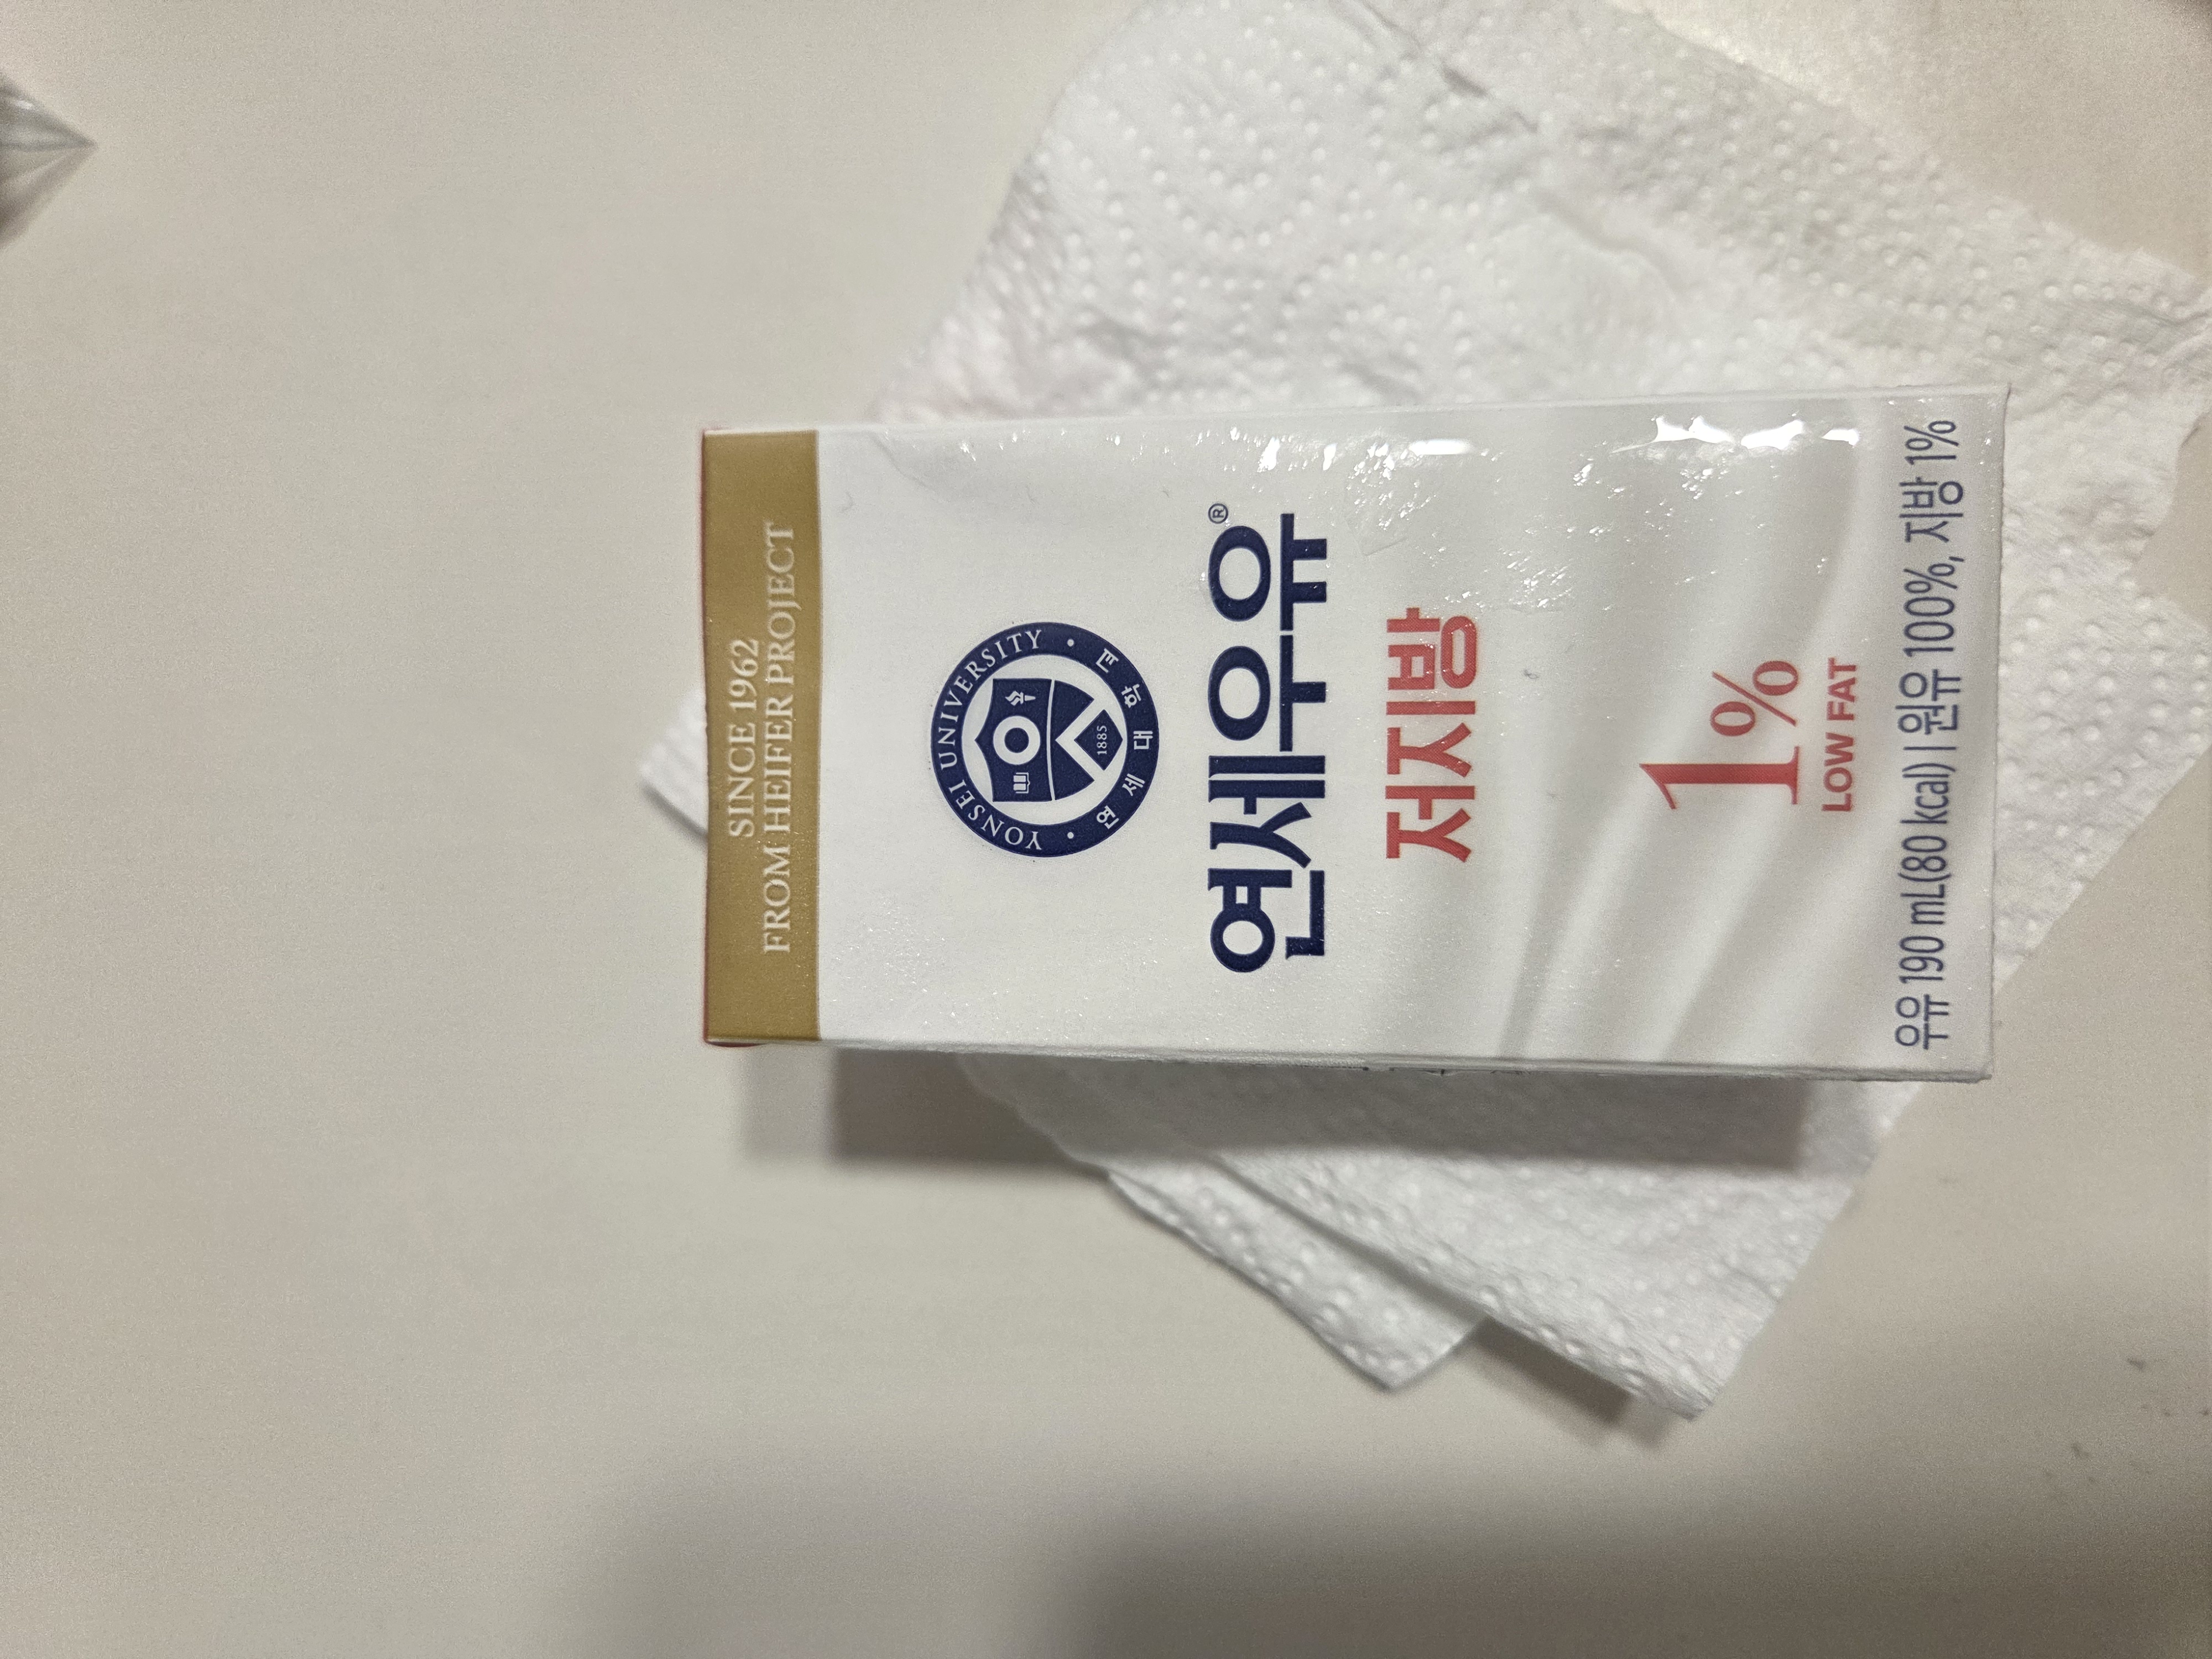 SINCE 1962
FROM HEIFER PROJECT
YONSEI UNIVERSITY
1885
연세대학교
연세우유®
저지방
1%
LOW FAT
우유 190 mL(80 kcal) | 원유 100%, 지방 1%